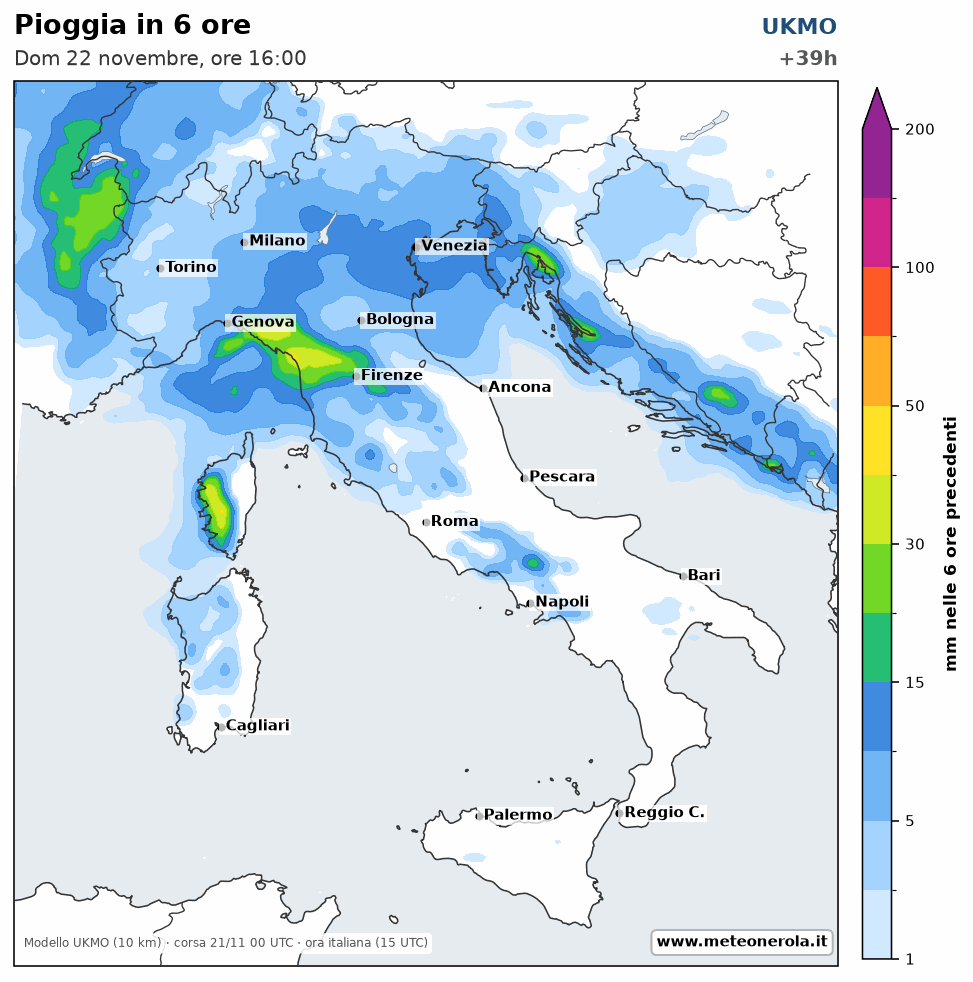 Pioggia in 6 ore
UKMO
Dom 22 novembre, ore 16:00
+39h
200
100
50
30
15
5
1
mm nelle 6 ore precedenti
Milano
Venezia
Torino
Genova
Bologna
Firenze
Ancona
Pescara
Roma
Bari
Napoli
Cagliari
Palermo
Reggio C.
Modello UKMO (10 km) · corsa 21/11 00 UTC · ora italiana (15 UTC)
www.meteonerola.it